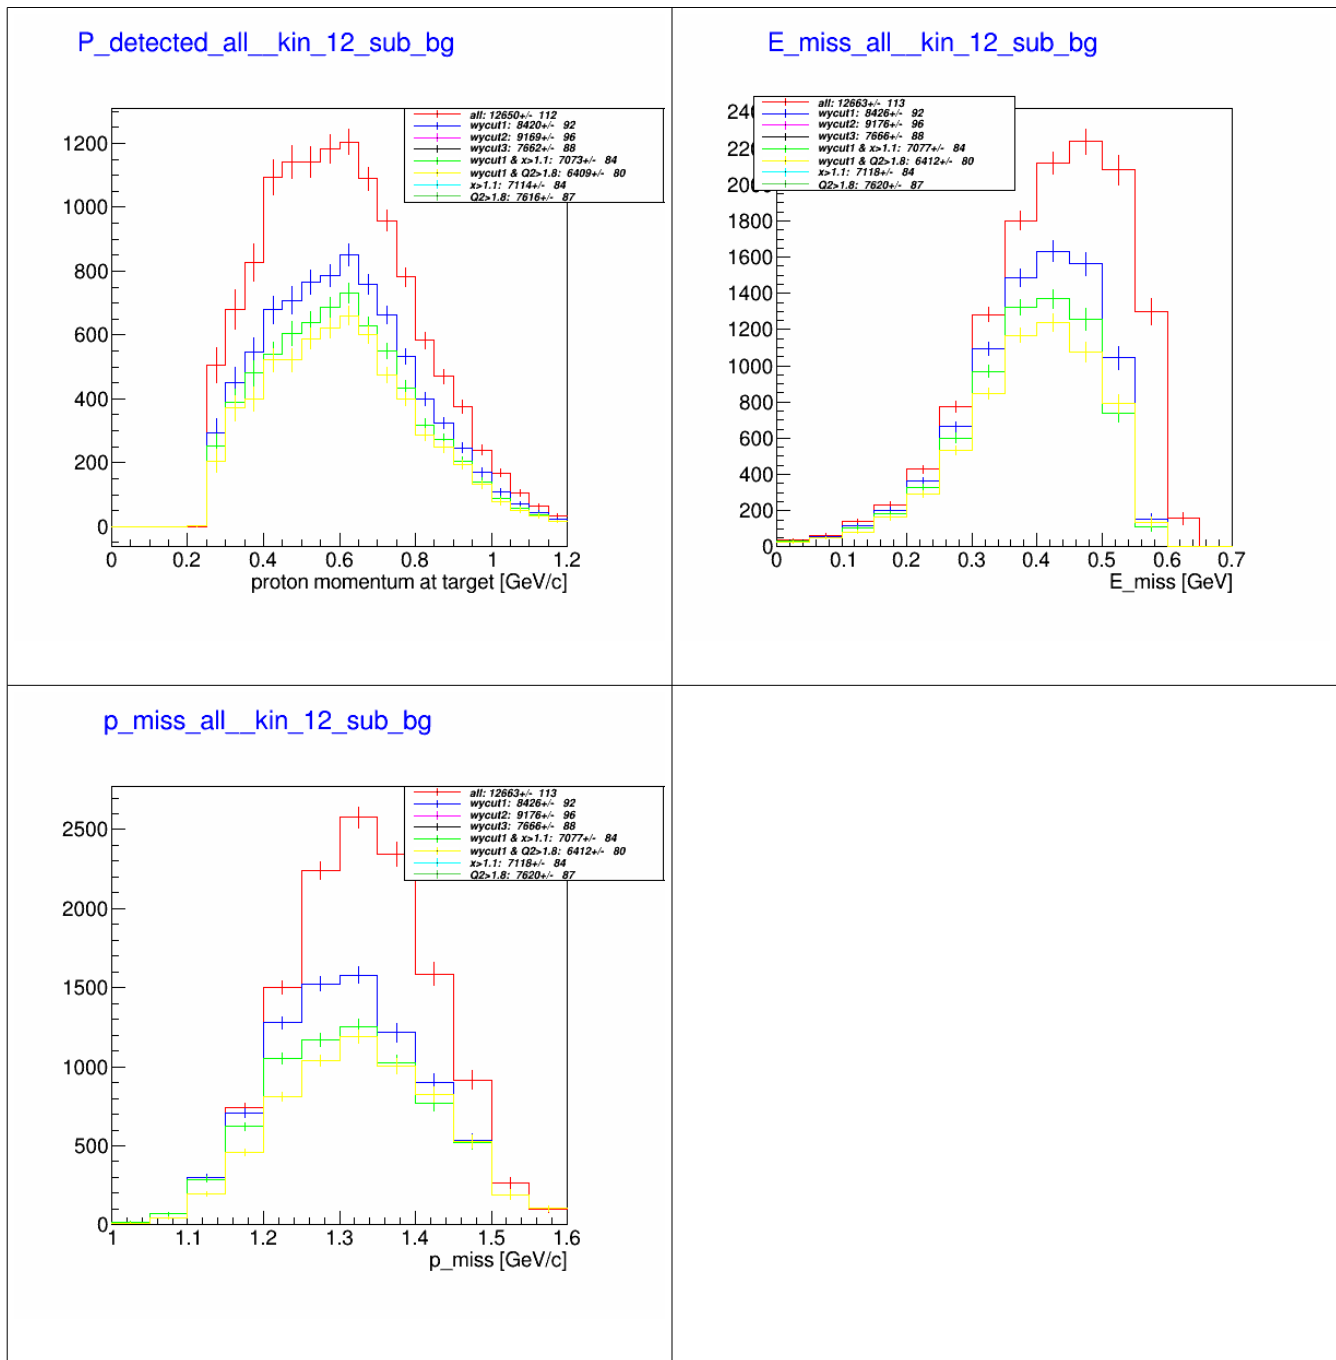 P_detected_all__kin_12_sub_bg
all: 12650+/- 112
wycut1: 8420+/- 92
wycut2: 9169+/- 96
wycut3: 7662+/- 88
wycut1 & x>1.1: 7073+/- 84
wycut1 & Q2>1.8: 6409+/- 80
x>1.1: 7114+/- 84
Q2>1.8: 7616+/- 87
1200
1000
800
600
400
200
0
0 0.2 0.4 0.6 0.8 1 1.2
proton momentum at target [GeV/c]
E_miss_all__kin_12_sub_bg
all: 12663+/- 113
wycut1: 8426+/- 92
wycut2: 9176+/- 96
wycut3: 7666+/- 88
wycut1 & x>1.1: 7077+/- 84
wycut1 & Q2>1.8: 6412+/- 80
x>1.1: 7118+/- 84
Q2>1.8: 7620+/- 87
1800
1600
1400
1200
1000
800
600
400
200
0
0 0.1 0.2 0.3 0.4 0.5 0.6 0.7
E_miss [GeV]
p_miss_all__kin_12_sub_bg
all: 12663+/- 113
wycut1: 8426+/- 92
wycut2: 9176+/- 96
wycut3: 7666+/- 88
wycut1 & x>1.1: 7077+/- 84
wycut1 & Q2>1.8: 6412+/- 80
x>1.1: 7118+/- 84
Q2>1.8: 7620+/- 87
2500
2000
1500
1000
500
0
1 1.1 1.2 1.3 1.4 1.5 1.6
p_miss [GeV/c]